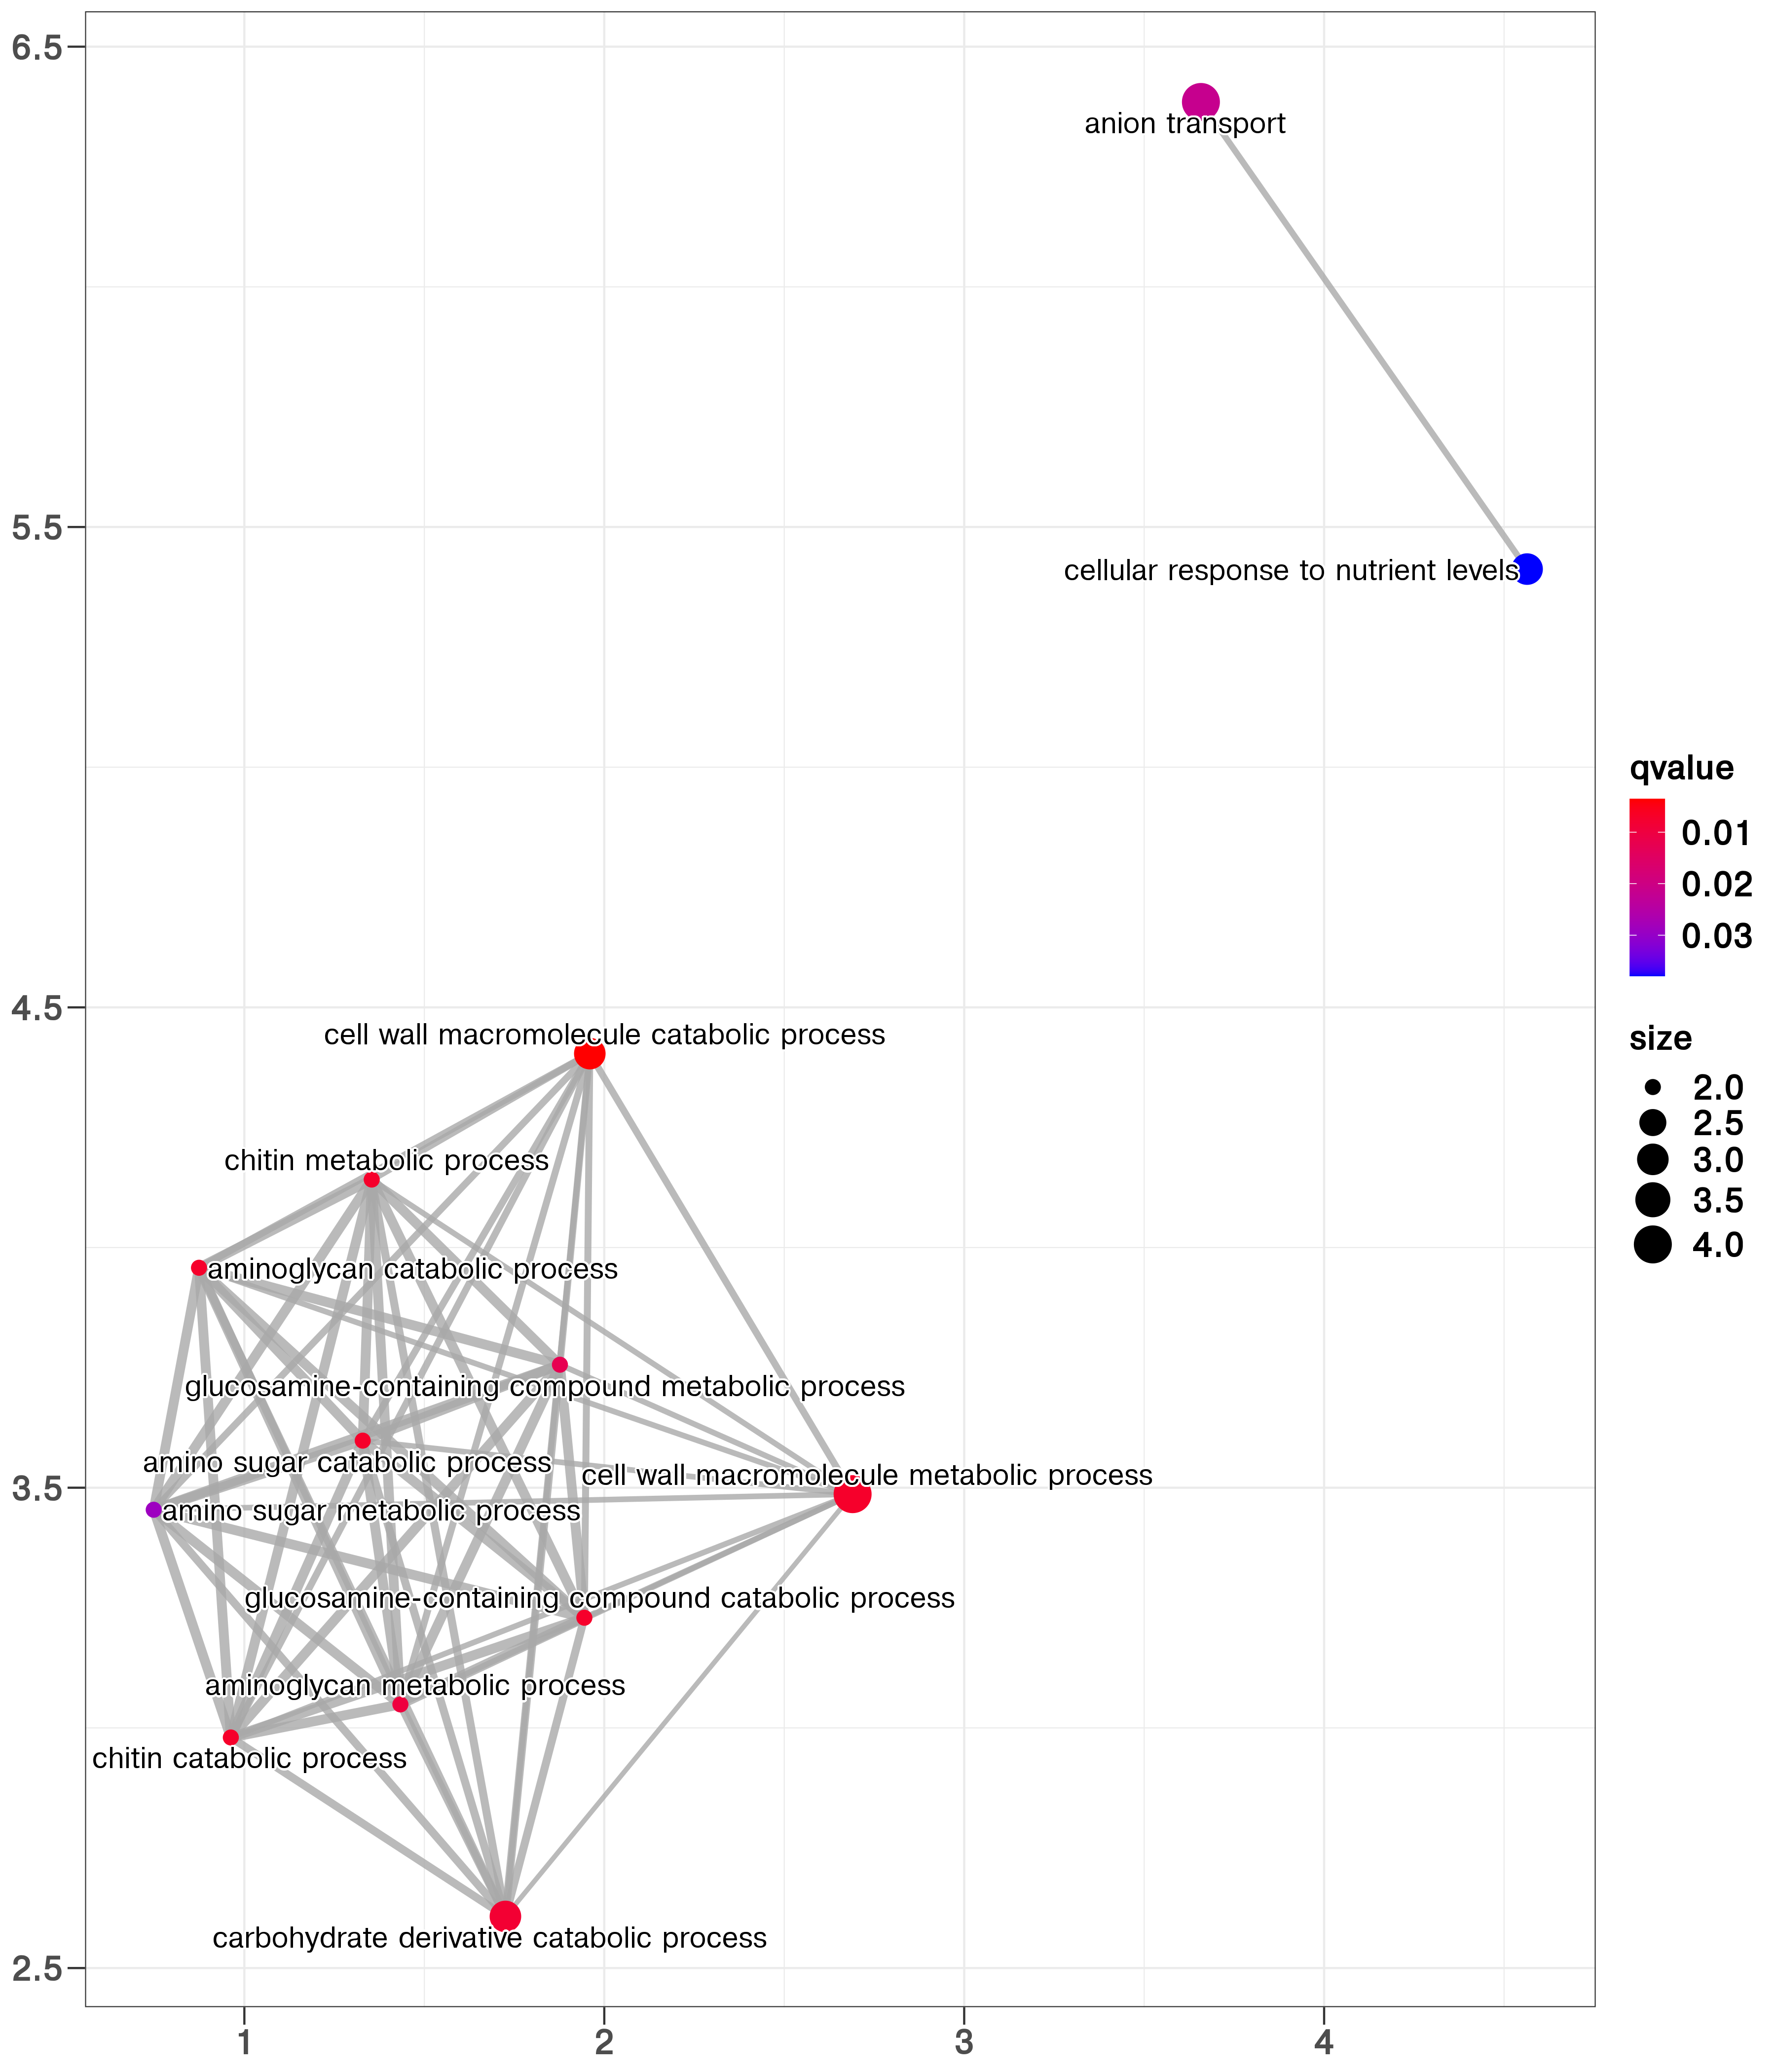 6.5
anion transport
5.5
cellular response to nutrient levels
qvalue
0.01
0.02
0.03
4.5
size
2.0
2.5
3.0
3.5
4.0
cell wall macromolecule catabolic process
chitin metabolic process
aminoglycan catabolic process
glucosamine-containing compound metabolic process
amino sugar catabolic process
cell wall macromolecule metabolic process
3.5
amino sugar metabolic process
glucosamine-containing compound catabolic process
aminoglycan metabolic process
chitin catabolic process
carbohydrate derivative catabolic process
2.5
1 2 3 4